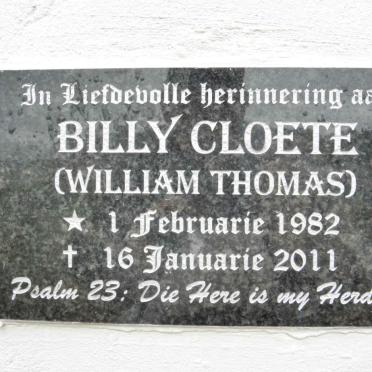 In Liefdevolle herinnering aa
BILLY CLOETE
(WILLIAM THOMAS)
★ 1 Februarie 1982
✝ 16 Januarie 2011
Psalm 23: Die Here is my Herd